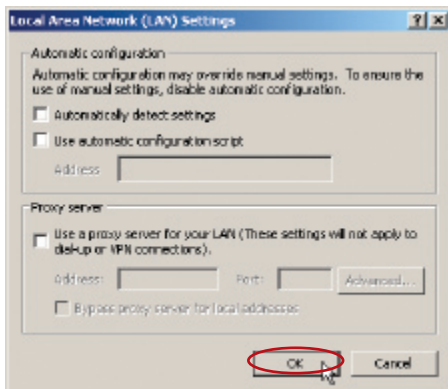 Local Area Network (LAN) Settings
Automatic configuration
Automatic configuration may override manual settings. To ensure the
use of manual settings, disable automatic configuration.
Automatically detect settings
Use automatic configuration script
Address
Proxy server
Use a proxy server for your LAN (These settings will not apply to
dial-up or VPN connections).
Address: Port: Advanced...
Bypass proxy server for local addresses
OK Cancel